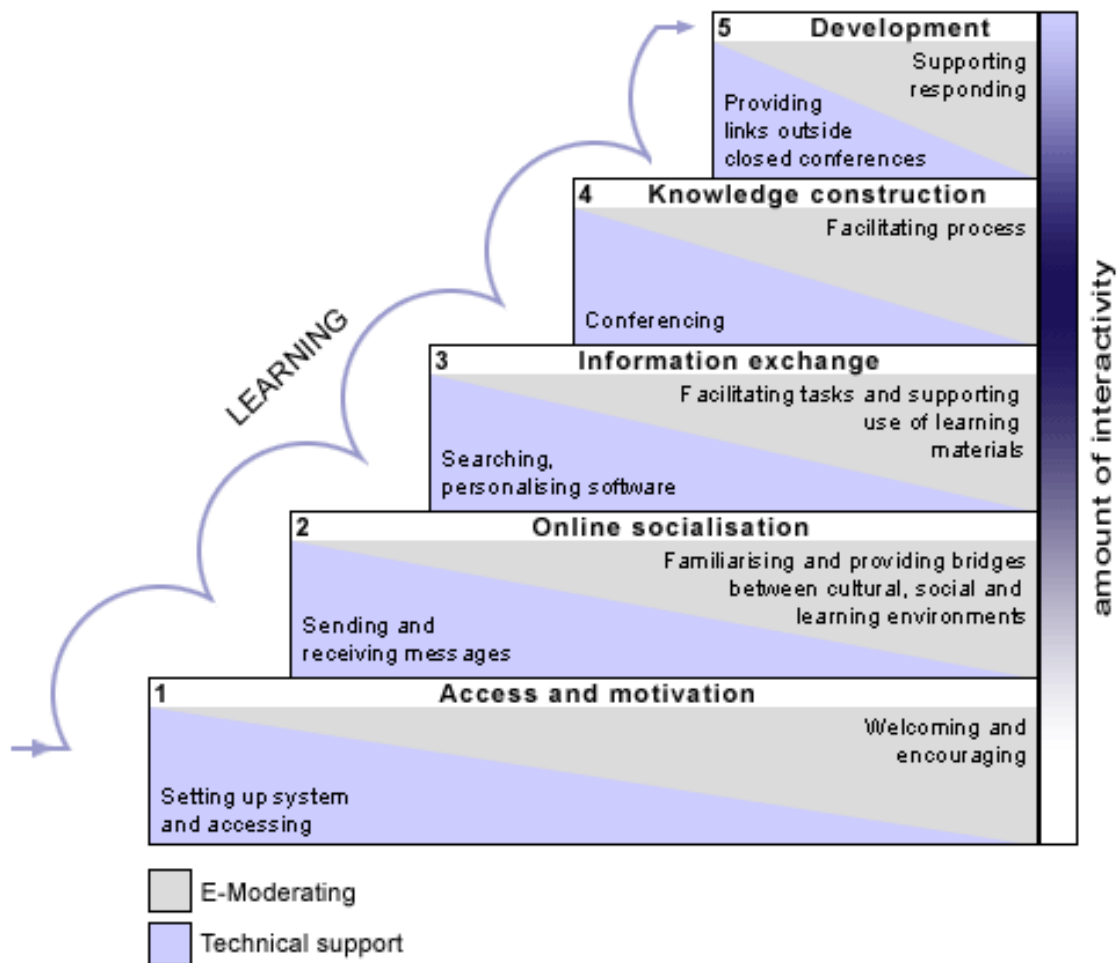 5 Development
Supporting
responding
Providing
links outside
closed conferences
4 Knowledge construction
Facilitating process
Conferencing
3 Information exchange
Facilitating tasks and supporting
use of learning
materials
Searching,
personalising software
2 Online socialisation
Familiarising and providing bridges
between cultural, social and
learning environments
Sending and
receiving messages
1 Access and motivation
Welcoming and
encouraging
Setting up system
and accessing
LEARNING
amount of interactivity
E-Moderating
Technical support